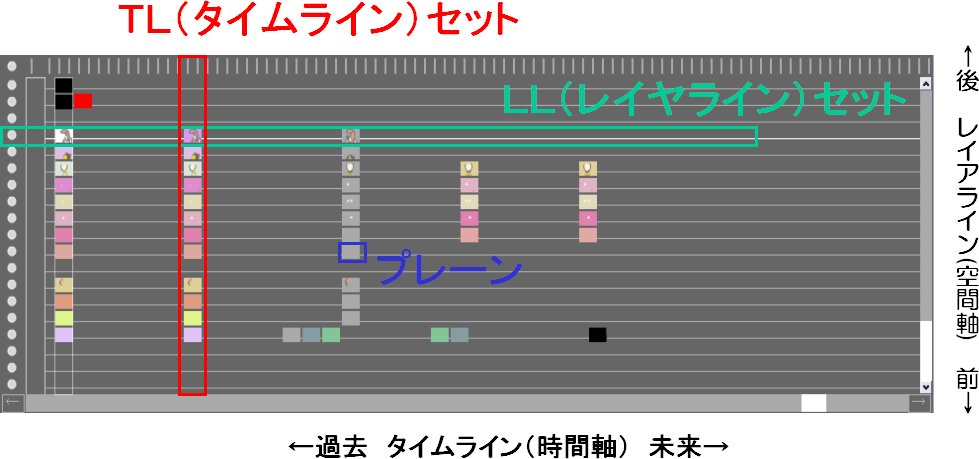 TL(タイムライン)セット
LL(レイヤライン)セット
プレーン
←後 レイアライン(空間軸) 前→
←過去 タイムライン(時間軸) 未来→